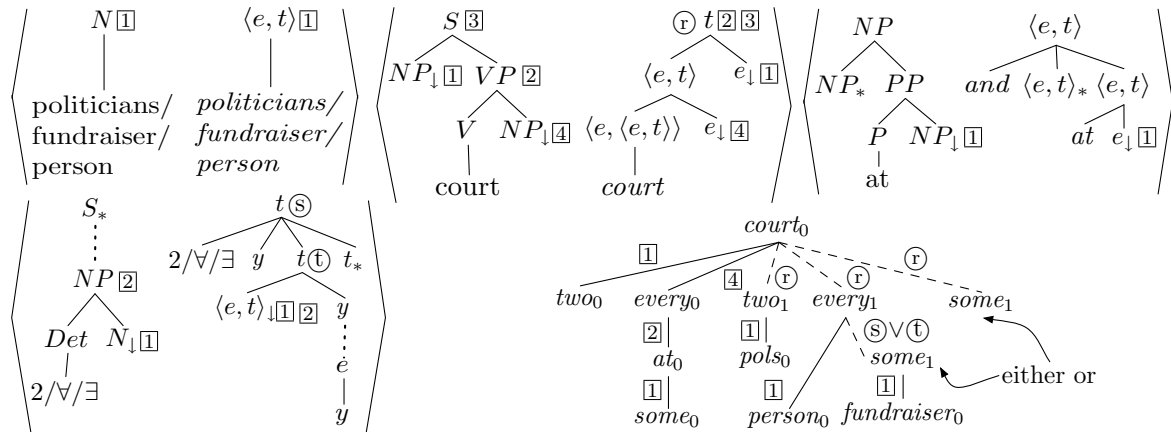 N 1 ⟨e, t⟩ 1
politicians/ politicians/
fundraiser/ fundraiser/
person person
S 3 ⓡ t 2 3
NP↓ 1 VP 2 ⟨e, t⟩ e↓ 1
V NP↓ 4 ⟨e, ⟨e, t⟩⟩ e↓ 4
court court
NP ⟨e, t⟩
NP* PP and ⟨e, t⟩* ⟨e, t⟩
P NP↓ 1 at e↓ 1
at
S* t ⓢ
2/∀/∃ y t ⓣ t*
NP 2 ⟨e, t⟩↓ 1 2 y
Det N↓ 1 e
2/∀/∃ y
court₀
1 4 ⓡ ⓡ ⓡ
two₀ every₀ two₁ every₁ some₁
2 1 ⓢ∨ⓣ
at₀ pols₀ some₁
1 1 1 either or
some₀ person₀ fundraiser₀